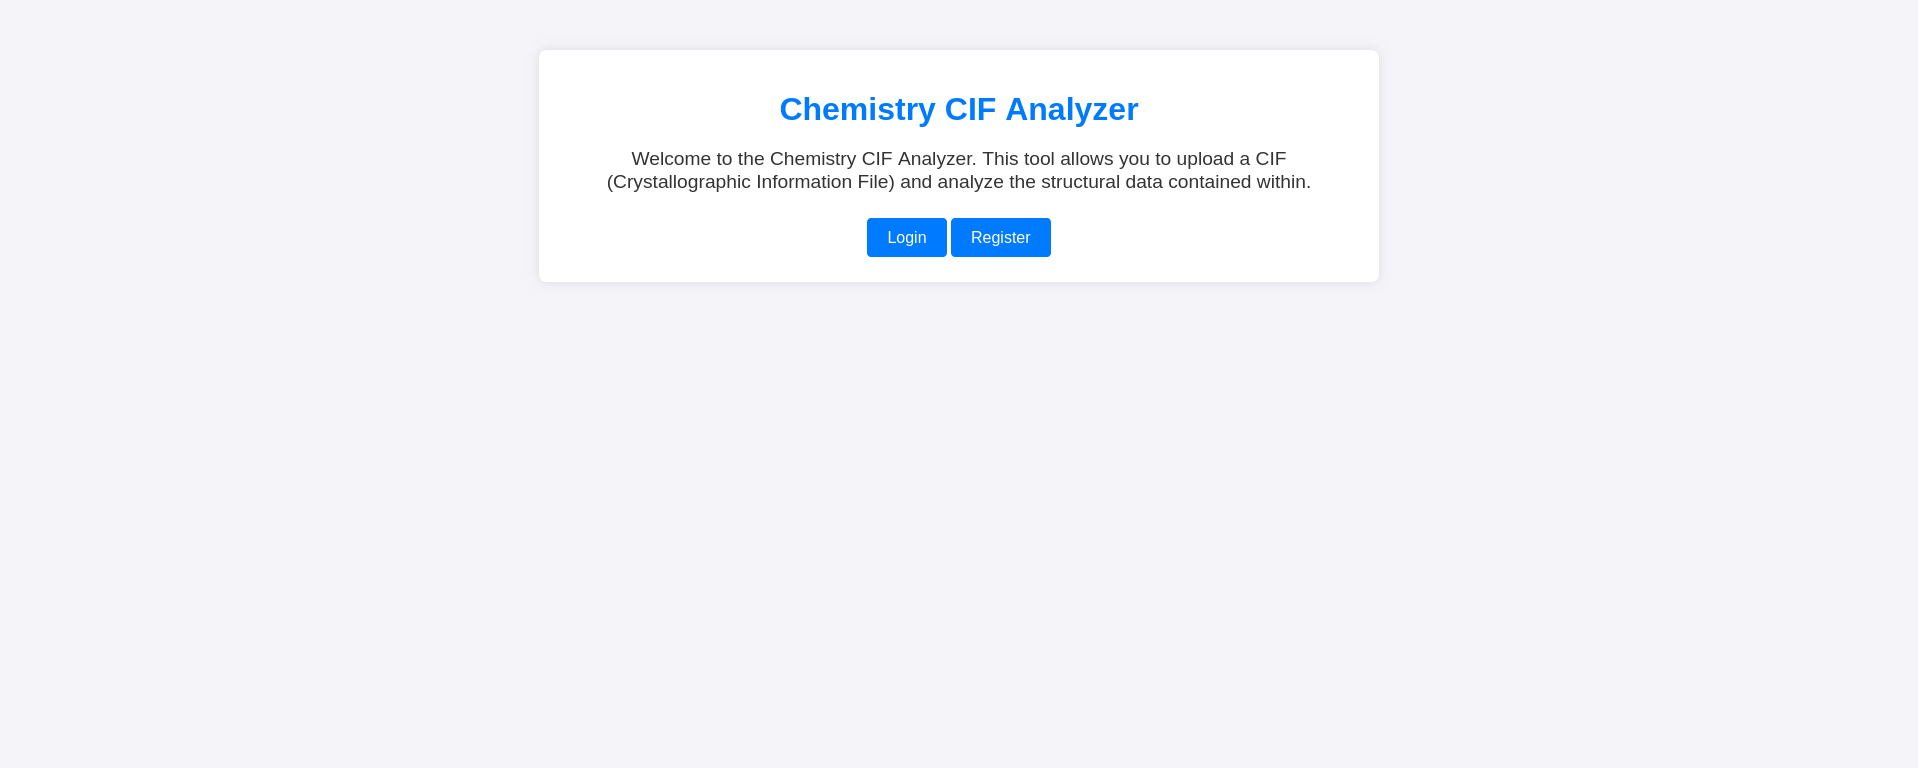 Chemistry CIF Analyzer
Welcome to the Chemistry CIF Analyzer. This tool allows you to upload a CIF
(Crystallographic Information File) and analyze the structural data contained within.
Login Register